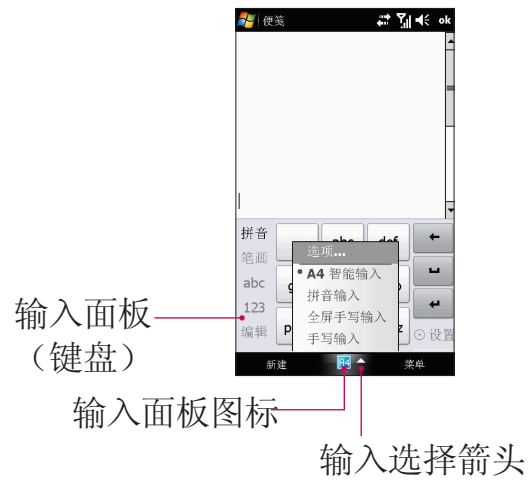 便笺 ok
拼音
笔画
abc
123
编辑
选项...
A4 智能输入
拼音输入
全屏手写输入
手写输入
设置
新建 A4 菜单
输入面板
（键盘）
输入面板图标
输入选择箭头